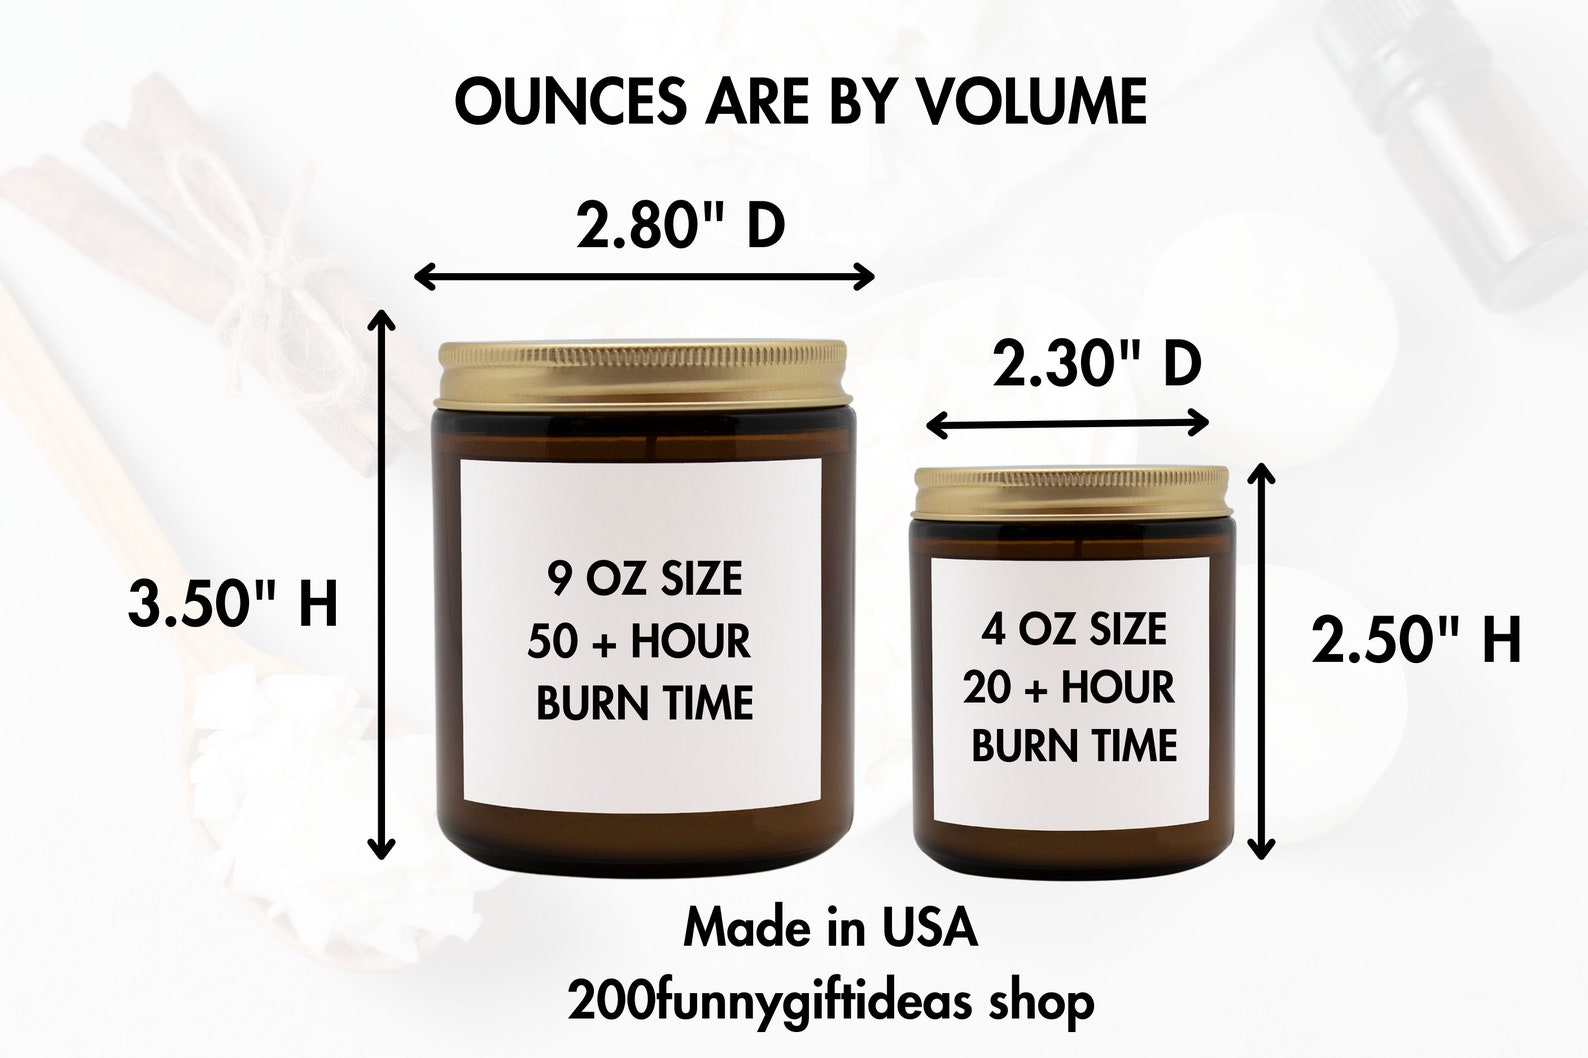 OUNCES ARE BY VOLUME
2.80" D
2.30" D
3.50" H
9 OZ SIZE
50 + HOUR
BURN TIME
4 OZ SIZE
20 + HOUR
BURN TIME
2.50" H
Made in USA
200funnygiftideas shop